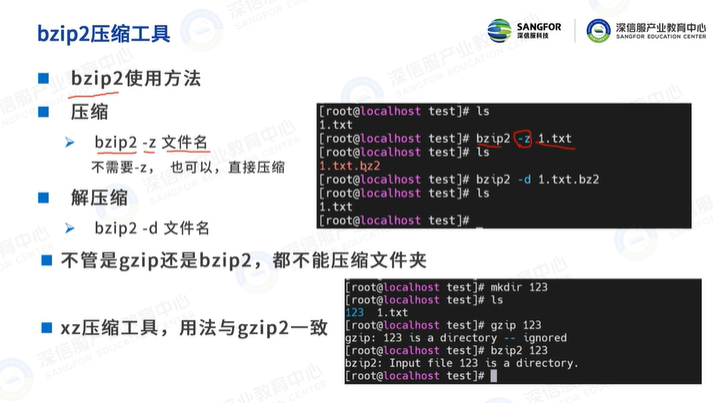 bzip2压缩工具
SANGFOR
深信服科技
深信服产业教育中心
SANGFOR EDUCATION CENTER
bzip2使用方法
压缩
bzip2 -z 文件名
不需要-z， 也可以，直接压缩
解压缩
bzip2 -d 文件名
[root@localhost test]# ls
1.txt
[root@localhost test]# bzip2 -z 1.txt
[root@localhost test]# ls
1.txt.bz2
[root@localhost test]# bzip2 -d 1.txt.bz2
[root@localhost test]# ls
1.txt
[root@localhost test]#
不管是gzip还是bzip2，都不能压缩文件夹
xz压缩工具，用法与gzip2一致
[root@localhost test]# mkdir 123
[root@localhost test]# ls
123 1.txt
[root@localhost test]# gzip 123
gzip: 123 is a directory -- ignored
[root@localhost test]# bzip2 123
bzip2: Input file 123 is a directory.
[root@localhost test]#